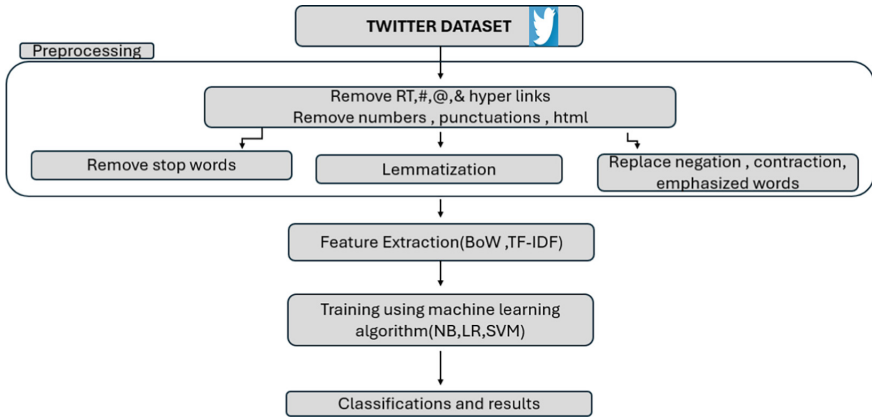 TWITTER DATASET
Preprocessing
Remove RT,#,@,& hyper links
Remove numbers , punctuations , html
Remove stop words
Lemmatization
Replace negation , contraction,
emphasized words
Feature Extraction(BoW ,TF-IDF)
Training using machine learning
algorithm(NB,LR,SVM)
Classifications and results